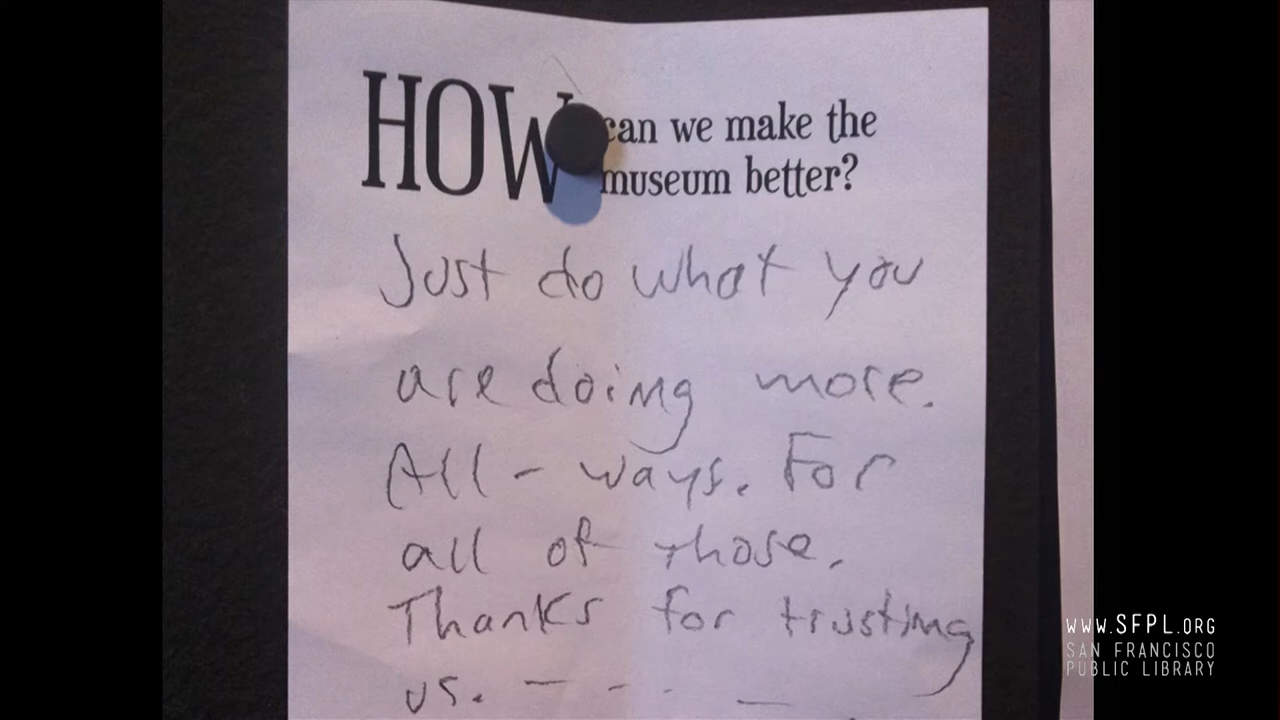 HOW can we make the
museum better?
Just do what you
are doing more.
All-ways. For
all of those.
Thanks for trusting
us. - - - -
www.SFPL.ORG
SAN FRANCISCO
PUBLIC LIBRARY